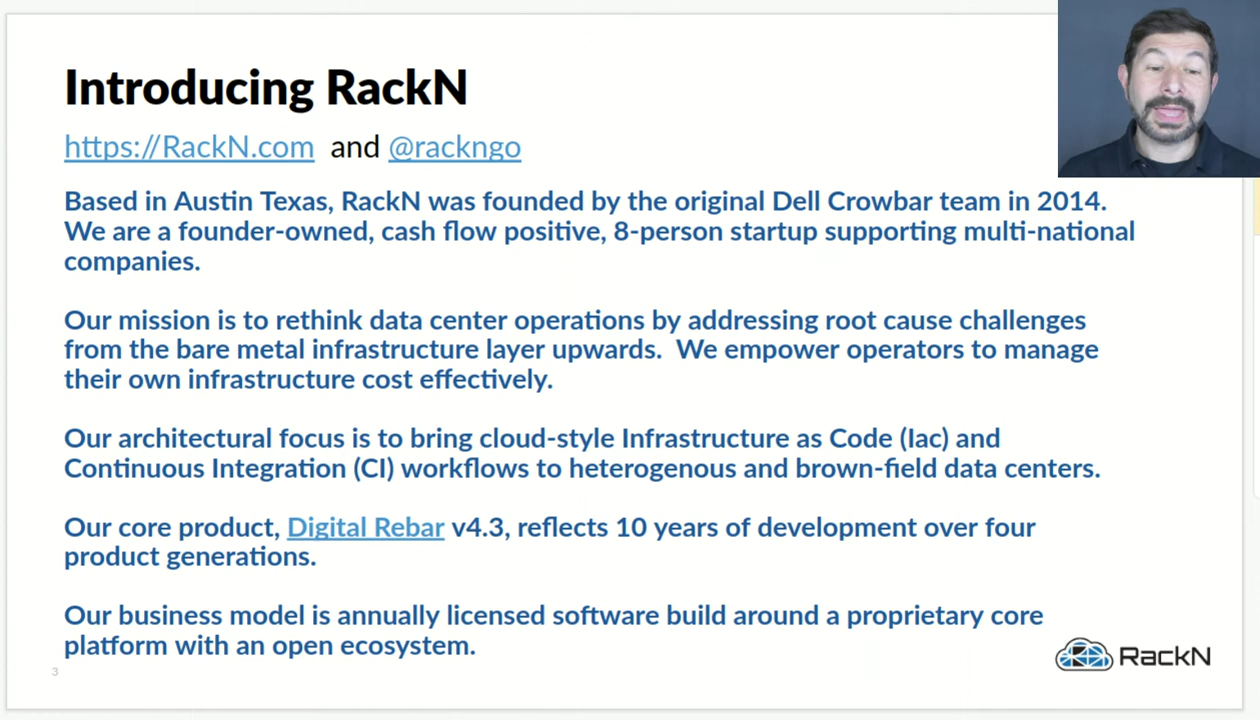 Introducing RackN
https://RackN.com and @rackngo
Based in Austin Texas, RackN was founded by the original Dell Crowbar team in 2014.
We are a founder-owned, cash flow positive, 8-person startup supporting multi-national
companies.
Our mission is to rethink data center operations by addressing root cause challenges
from the bare metal infrastructure layer upwards. We empower operators to manage
their own infrastructure cost effectively.
Our architectural focus is to bring cloud-style Infrastructure as Code (Iac) and
Continuous Integration (CI) workflows to heterogenous and brown-field data centers.
Our core product, Digital Rebar v4.3, reflects 10 years of development over four
product generations.
Our business model is annually licensed software build around a proprietary core
platform with an open ecosystem.
3
RackN